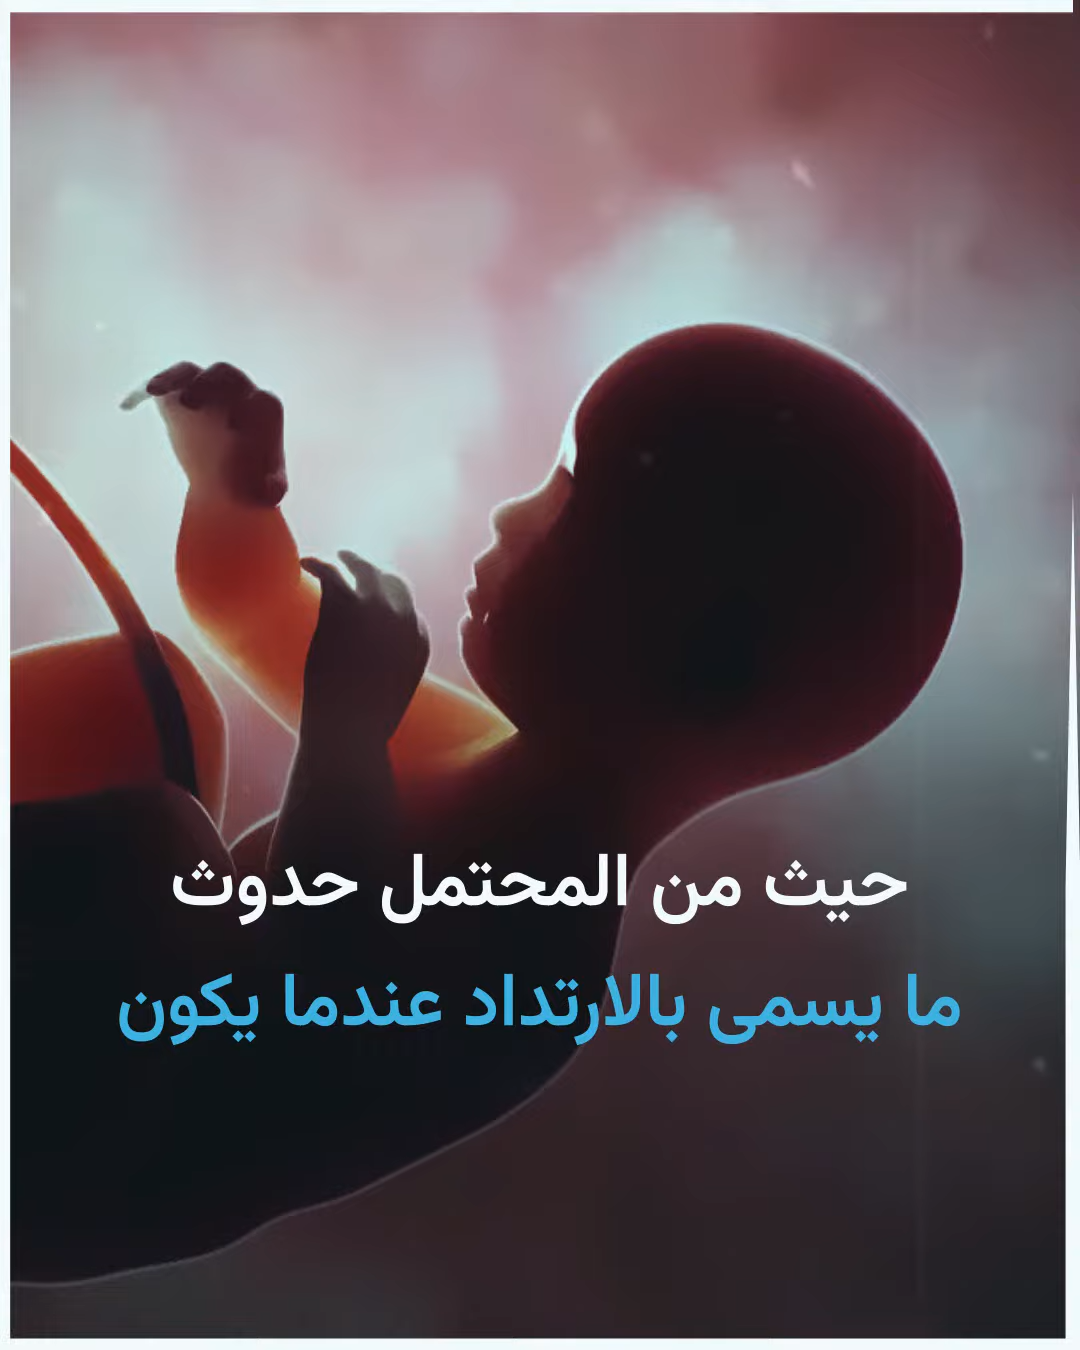 حيث من المحتمل حدوث
ما يسمى بالارتداد عندما يكون